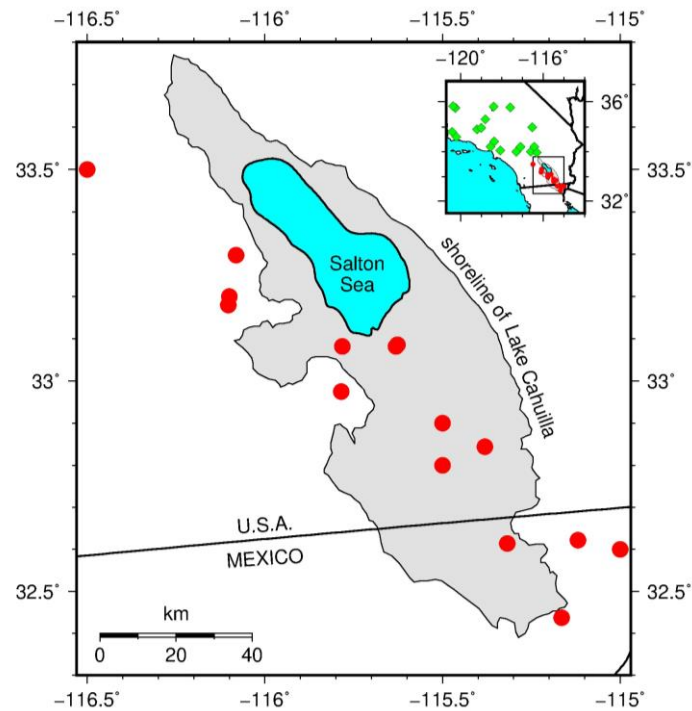 −116.5˚ −116˚ −115.5˚ −115˚
−120˚ −116˚
36˚
34˚
32˚
33.5˚ 33.5˚
Salton
Sea
shoreline of Lake Cahuilla
33˚ 33˚
U.S.A.
MEXICO
32.5˚ 32.5˚
km
0 20 40
−116.5˚ −116˚ −115.5˚ −115˚